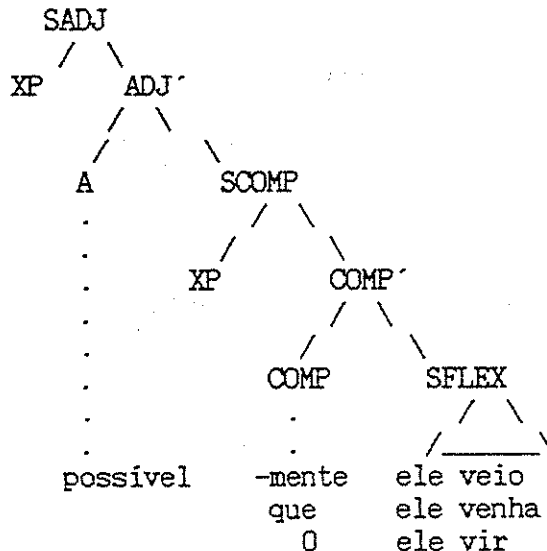 SADJ
XP ADJ´
A SCOMP
XP COMP´
COMP SFLEX
possível -mente ele veio
que ele venha
0 ele vir